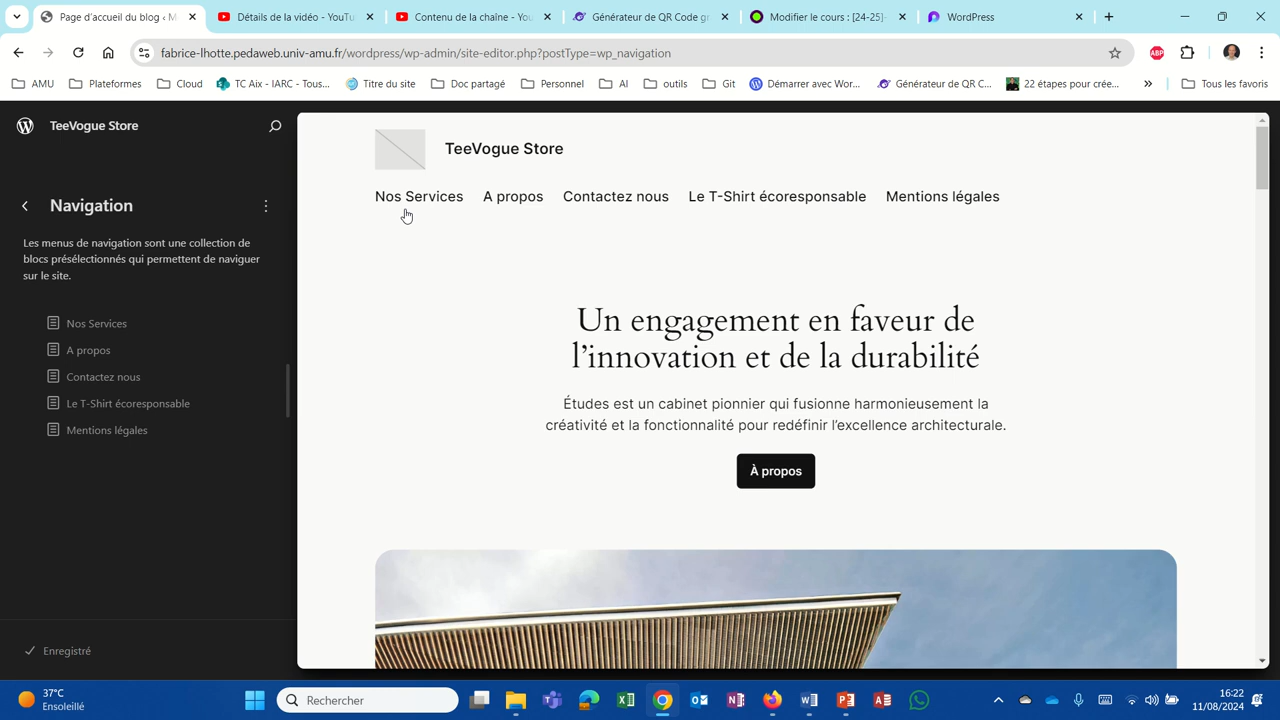 Page d'accueil du blog ‹ M
Détails de la vidéo - YouTu
Contenu de la chaîne - You
Générateur de QR Code gr
Modifier le cours : [24-25]-
WordPress
fabrice-lhotte.pedaweb.univ-amu.fr/wordpress/wp-admin/site-editor.php?postType=wp_navigation
ABP
AMU
Plateformes
Cloud
TC Aix - IARC - Tous...
Titre du site
Doc partagé
Personnel
AI
outils
Git
Démarrer avec Wor...
Générateur de QR C...
22 étapes pour crée...
»
Tous les favoris
TeeVogue Store
Navigation
Les menus de navigation sont une collection de
blocs présélectionnés qui permettent de naviguer
sur le site.
Nos Services
A propos
Contactez nous
Le T-Shirt écoresponsable
Mentions légales
Enregistré
TeeVogue Store
Nos Services
A propos
Contactez nous
Le T-Shirt écoresponsable
Mentions légales
Un engagement en faveur de
l'innovation et de la durabilité
Études est un cabinet pionnier qui fusionne harmonieusement la
créativité et la fonctionnalité pour redéfinir l'excellence architecturale.
À propos
37°C
Ensoleillé
Rechercher
16:22
11/08/2024